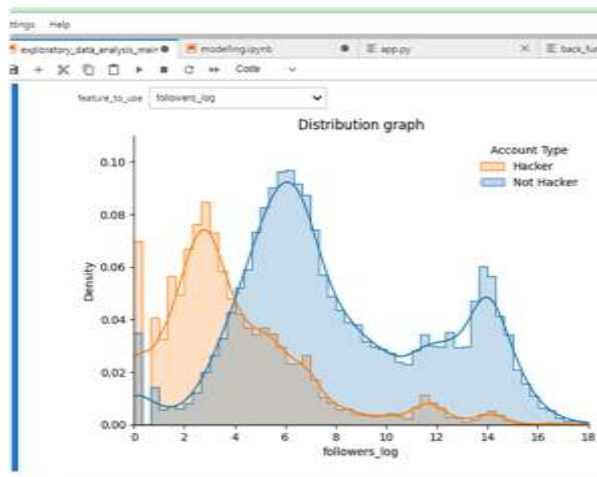 ttings Help
exploratory_data_analysis_mair modelling.ipynb app.py back_fur
Code
feature_to_use followers_log
Distribution graph
Account Type
Hacker
Not Hacker
0.10
0.08
0.06
0.04
0.02
0.00
Density
0 2 4 6 8 10 12 14 16 18
followers_log